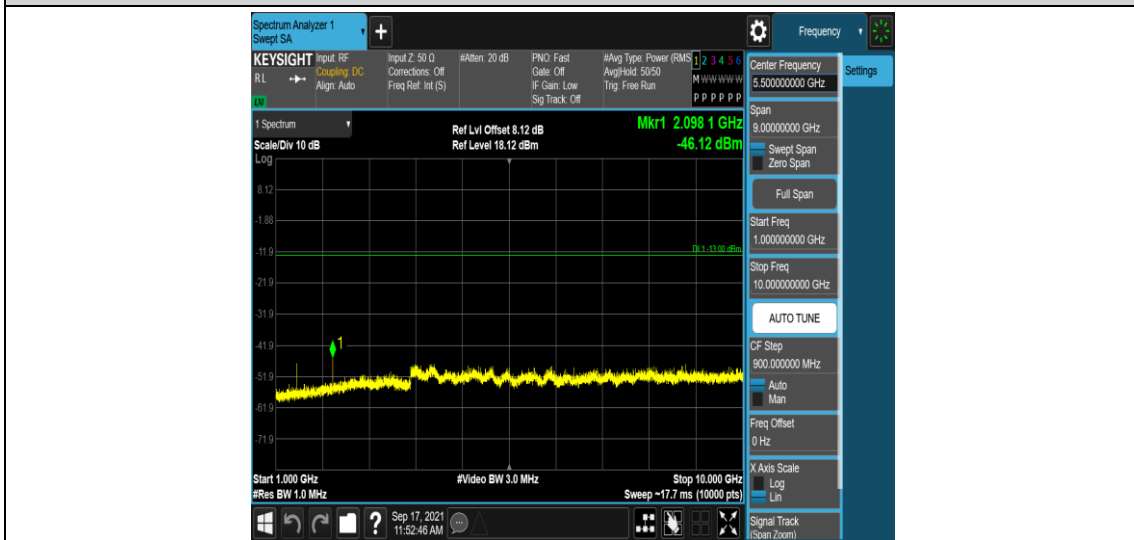 Spectrum Analyzer 1
Swept SA
+
Frequency
KEYSIGHT
RL
Input: RF
Coupling: DC
Align: Auto
Input Z: 50 Ω
Corrections: Off
Freq Ref: Int (S)
#Atten: 20 dB
PNO: Fast
Gate: Off
IF Gain: Low
Sig Track: Off
#Avg Type: Power (RMS
Avg|Hold: 50/50
Trig: Free Run
1 2 3 4 5 6
M W W W W W
P P P P P P
1 Spectrum
Scale/Div 10 dB
Ref Lvl Offset 8.12 dB
Ref Level 18.12 dBm
Mkr1 2.098 1 GHz
-46.12 dBm
Log
8.12
-1.88
-11.9
-21.9
-31.9
-41.9
-51.9
-61.9
-71.9
DL1 -13.00 dBm
1
Start 1.000 GHz
#Res BW 1.0 MHz
#Video BW 3.0 MHz
Stop 10.000 GHz
Sweep ~17.7 ms (10000 pts)
?
Sep 17, 2021
11:52:46 AM
Center Frequency
5.500000000 GHz
Settings
Span
9.00000000 GHz
Swept Span
Zero Span
Full Span
Start Freq
1.000000000 GHz
Stop Freq
10.000000000 GHz
AUTO TUNE
CF Step
900.000000 MHz
Auto
Man
Freq Offset
0 Hz
X Axis Scale
Log
Lin
Signal Track
(Span Zoom)